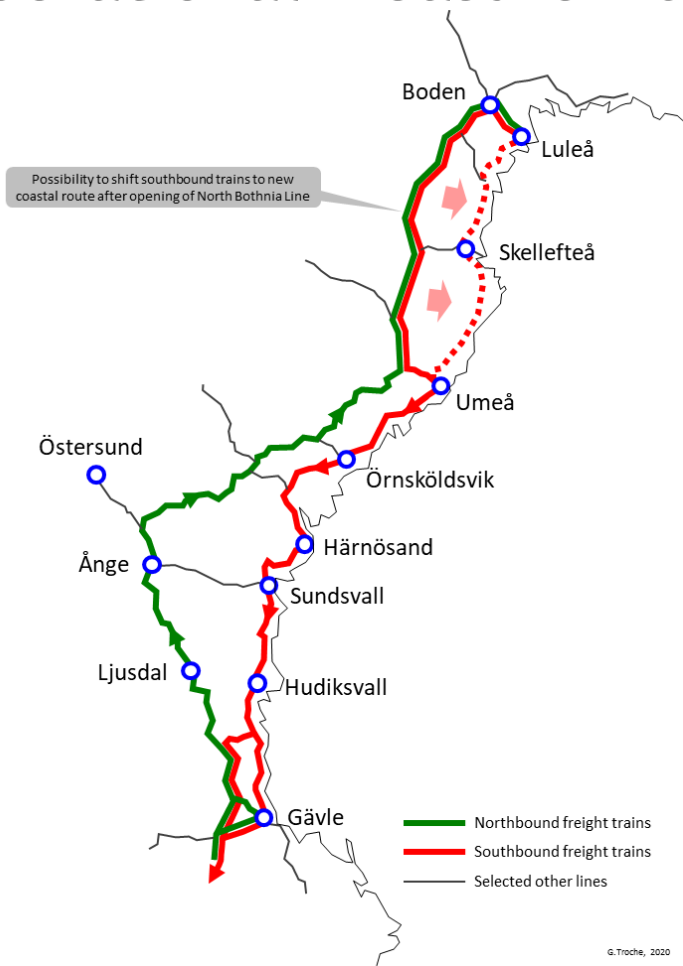 Boden
Luleå
Possibility to shift southbound trains to new
coastal route after opening of North Bothnia Line
Skellefteå
Umeå
Östersund
Örnsköldsvik
Härnösand
Ånge
Sundsvall
Ljusdal
Hudiksvall
Gävle
Northbound freight trains
Southbound freight trains
Selected other lines
G.Troche, 2020